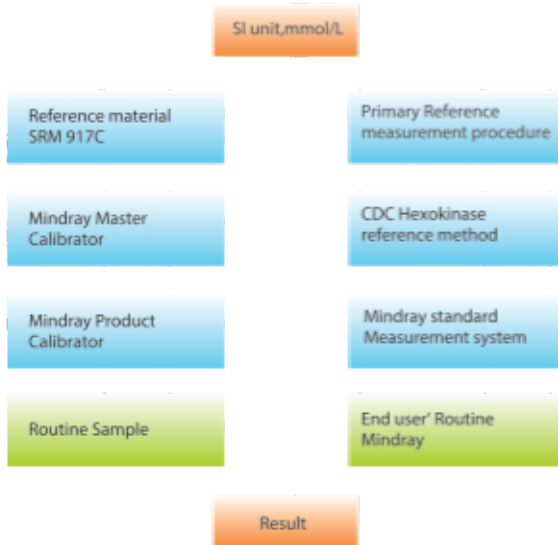 SI unit,mmol/L
Reference material
SRM 917C
Primary Reference
measurement procedure
Mindray Master
Calibrator
CDC Hexokinase
reference method
Mindray Product
Calibrator
Mindray standard
Measurement system
Routine Sample
End user' Routine
Mindray
Result